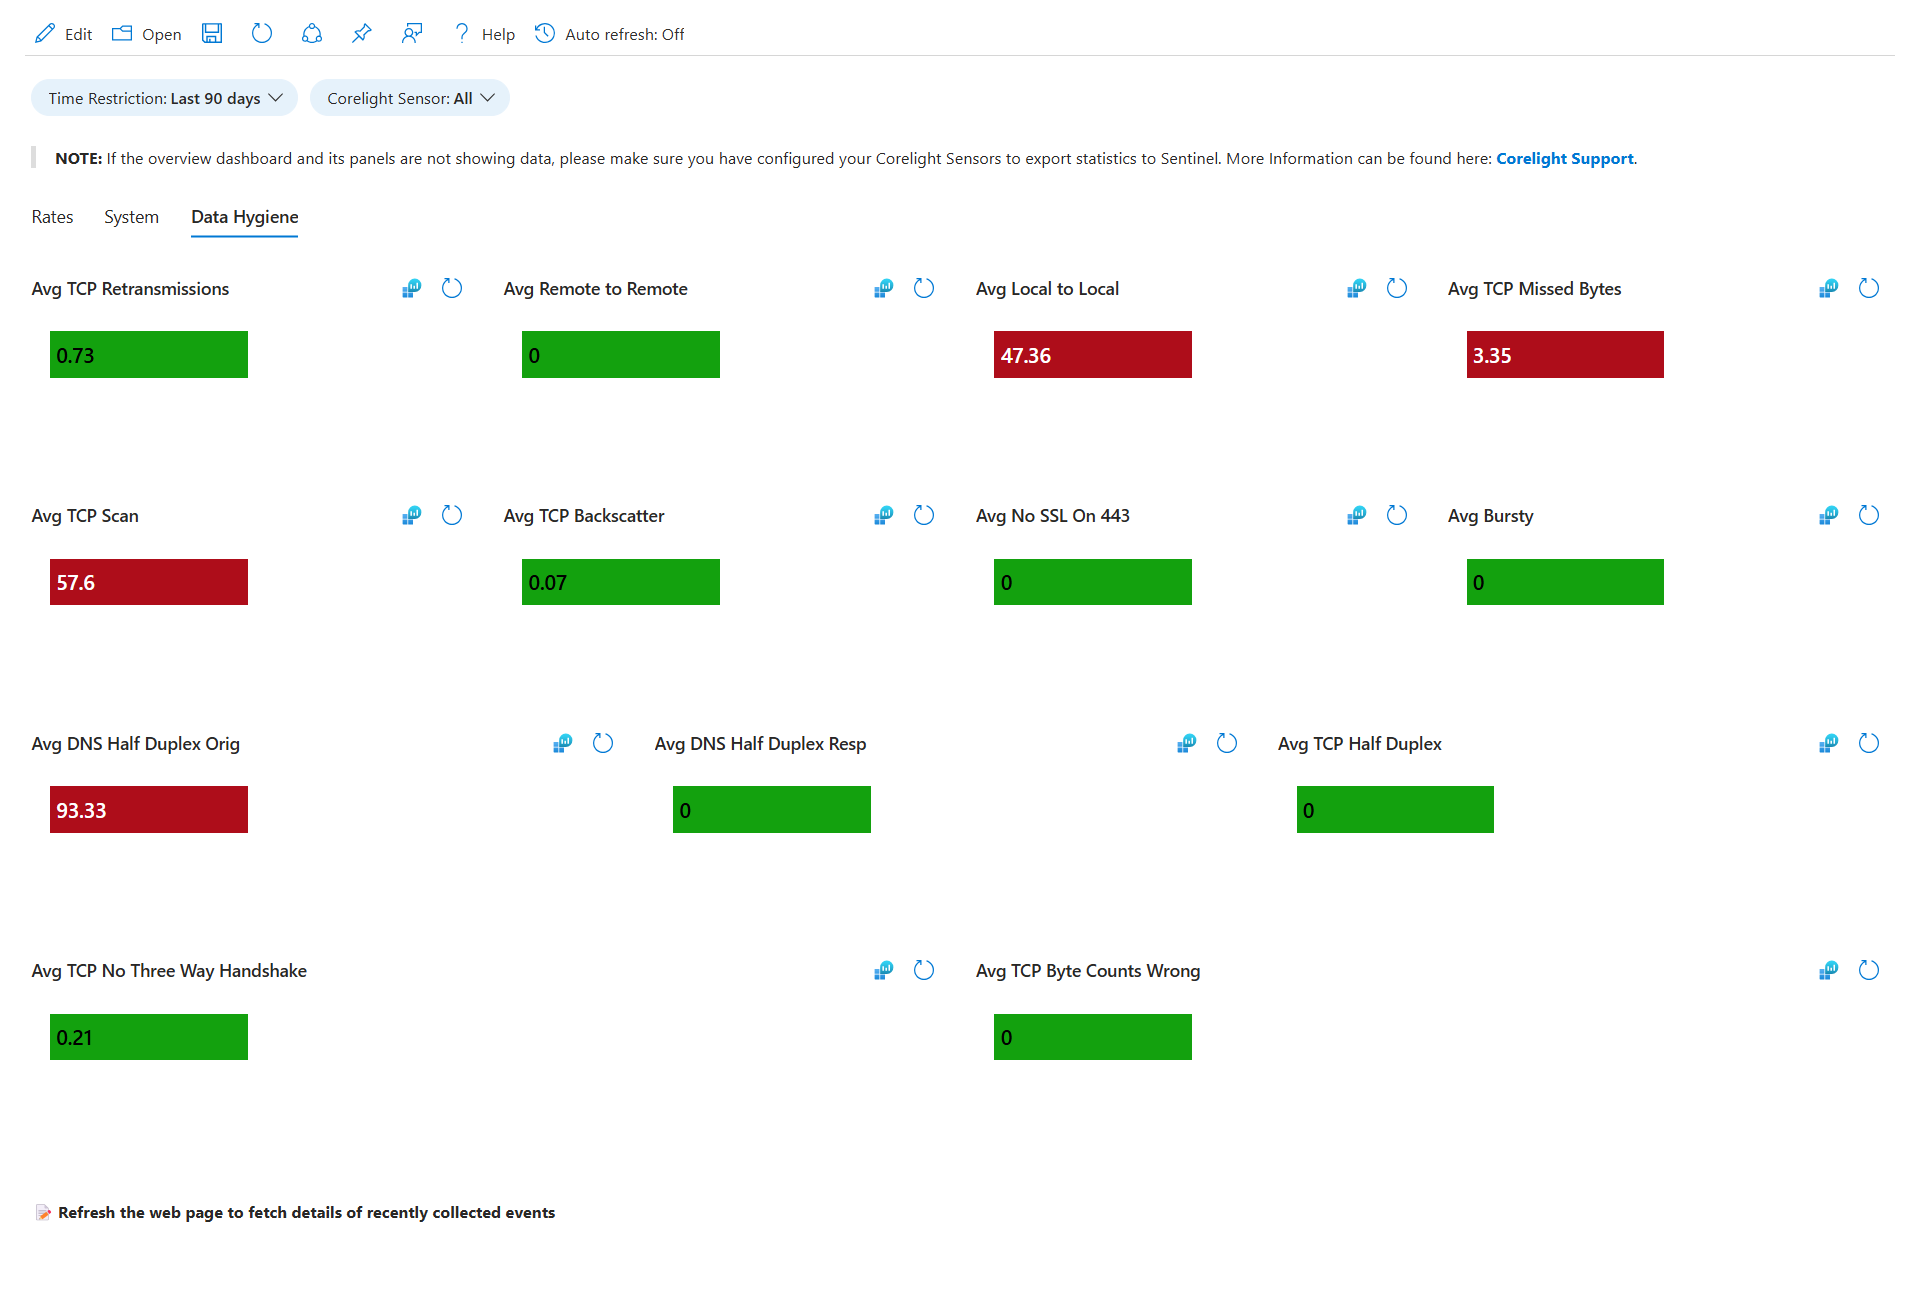 Edit Open Help Auto refresh: Off
Time Restriction: Last 90 days Corelight Sensor: All
NOTE: If the overview dashboard and its panels are not showing data, please make sure you have configured your Corelight Sensors to export statistics to Sentinel. More Information can be found here: Corelight Support.
Rates System Data Hygiene
Avg TCP Retransmissions Avg Remote to Remote Avg Local to Local Avg TCP Missed Bytes
0.73 0 47.36 3.35
Avg TCP Scan Avg TCP Backscatter Avg No SSL On 443 Avg Bursty
57.6 0.07 0 0
Avg DNS Half Duplex Orig Avg DNS Half Duplex Resp Avg TCP Half Duplex
93.33 0 0
Avg TCP No Three Way Handshake Avg TCP Byte Counts Wrong
0.21 0
Refresh the web page to fetch details of recently collected events